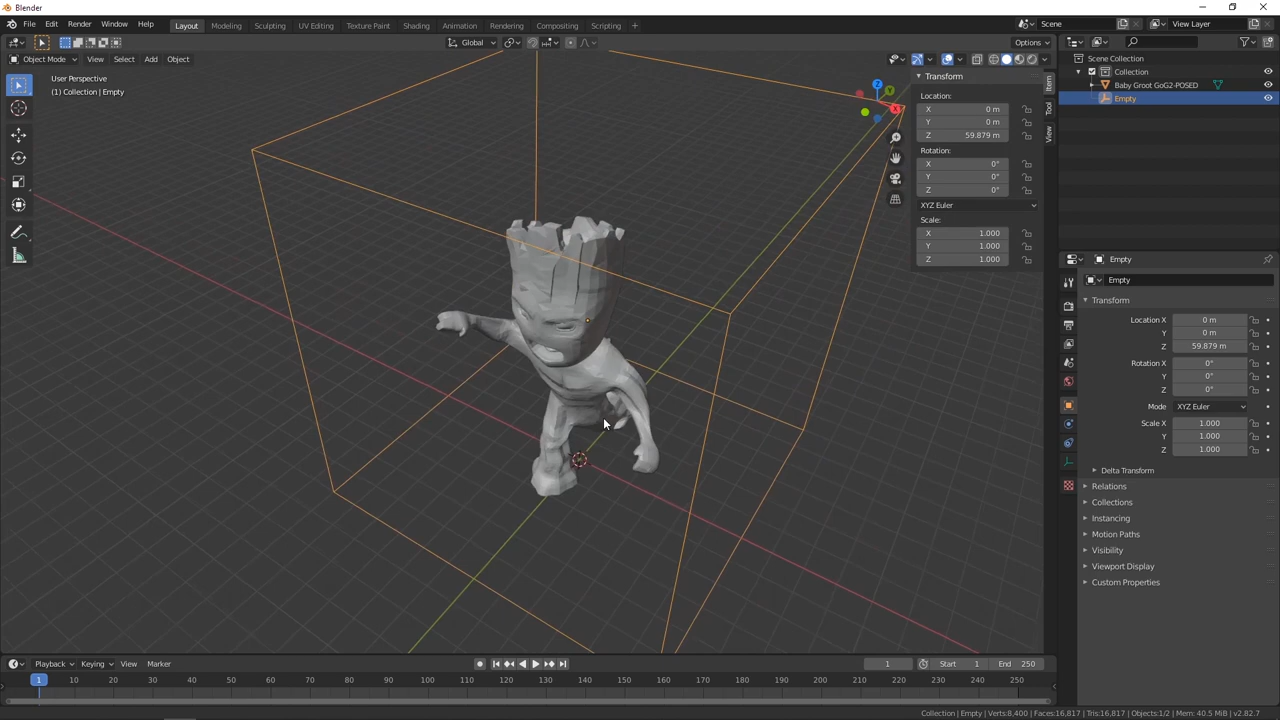 Blender
File Edit Render Window Help Layout Modeling Sculpting UV Editing Texture Paint Shading Animation Rendering Compositing Scripting + Scene View Layer
Global Options
Object Mode View Select Add Object
User Perspective
(1) Collection | Empty
Transform
Location:
X 0 m
Y 0 m
Z 59.879 m
Rotation:
X 0°
Y 0°
Z 0°
XYZ Euler
Scale:
X 1.000
Y 1.000
Z 1.000
Item
Tool
View
Z
Y
X
Scene Collection
Collection
Baby Groot GoG2-POSED
Empty
Empty
Empty
Transform
Location X 0 m
Y 0 m
Z 59.879 m
Rotation X 0°
Y 0°
Z 0°
Mode XYZ Euler
Scale X 1.000
Y 1.000
Z 1.000
Delta Transform
Relations
Collections
Instancing
Motion Paths
Visibility
Viewport Display
Custom Properties
Playback Keying View Marker 1 Start 1 End 250
1 10 20 30 40 50 60 70 80 90 100 110 120 130 140 150 160 170 180 190 200 210 220 230 240 250
Collection | Empty | Verts:8,400 | Faces:16,817 | Tris:16,817 | Objects:1/2 | Mem: 40.5 MiB | v2.82.7